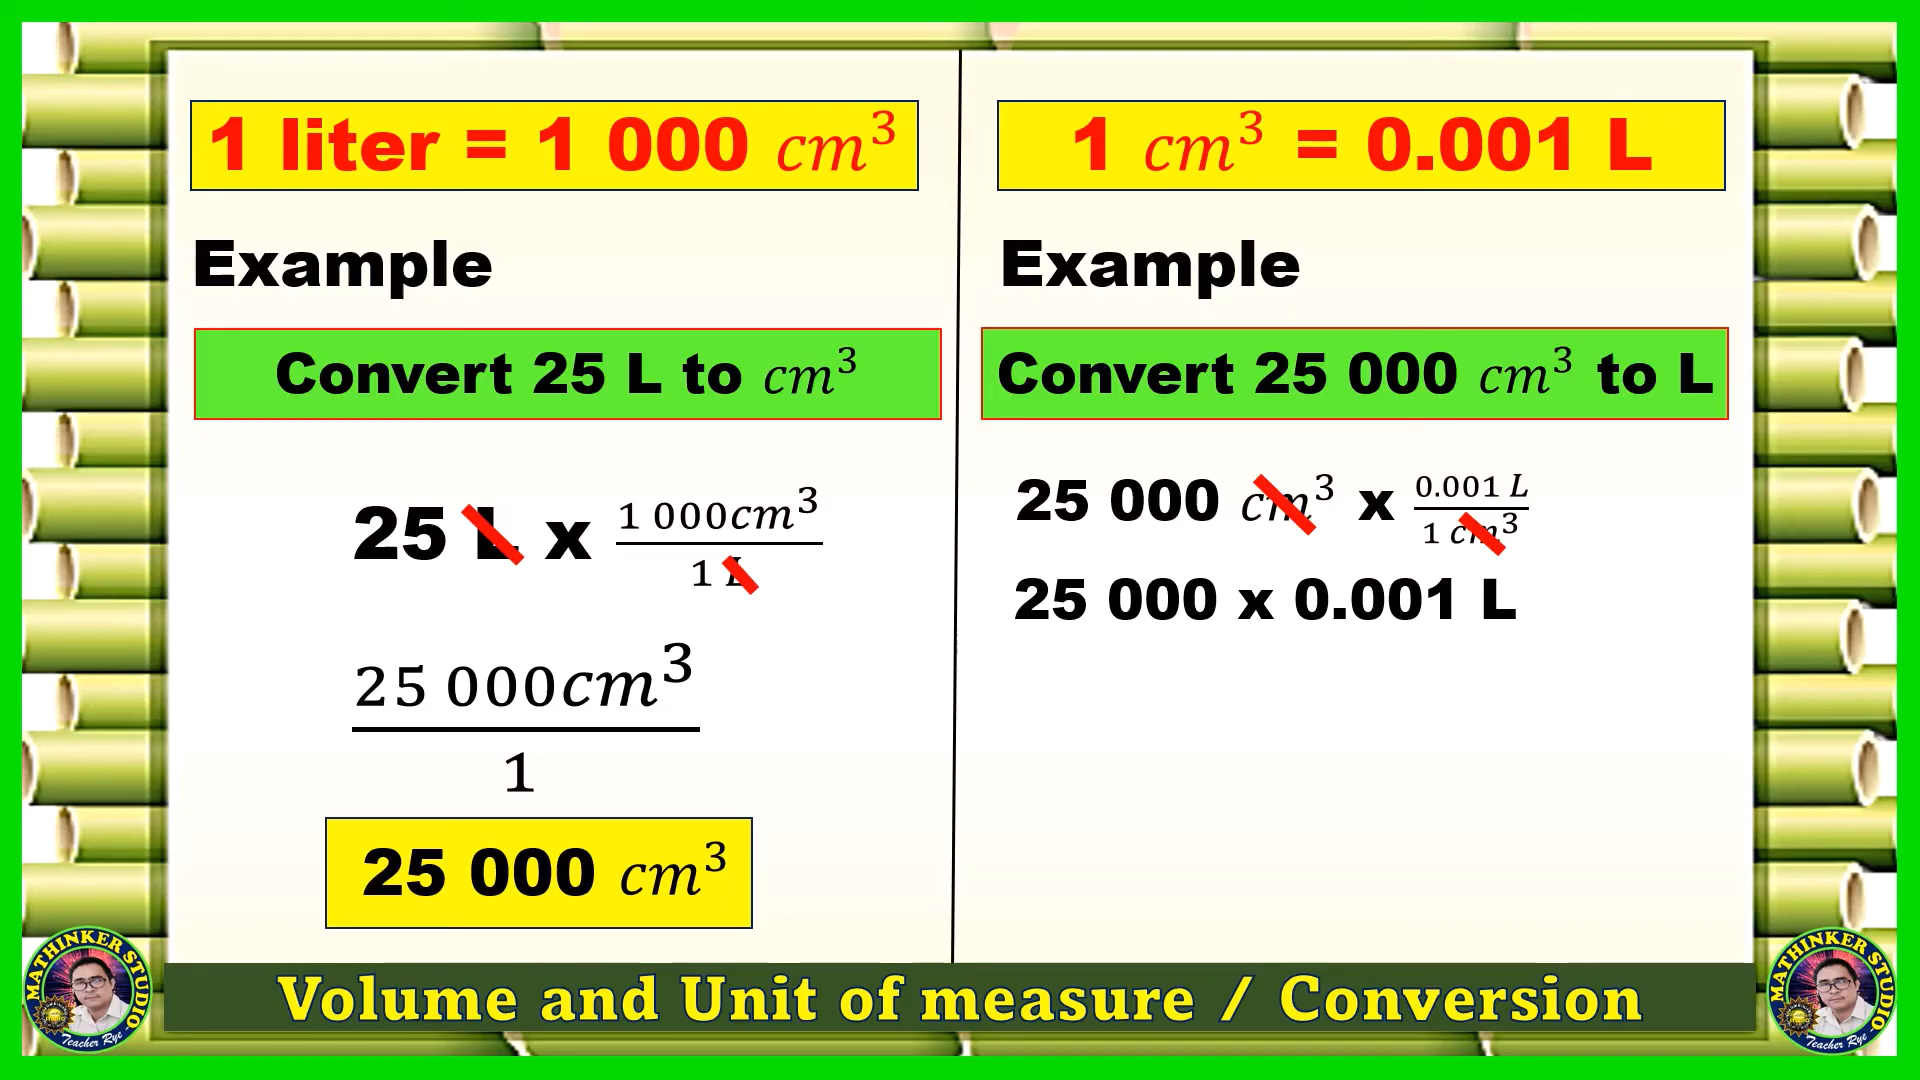 1 liter = 1 000 cm³
Example
Convert 25 L to cm³
25 L x 1 000cm³ / 1 L
25 000cm³ / 1
25 000 cm³
1 cm³ = 0.001 L
Example
Convert 25 000 cm³ to L
25 000 cm³ x 0.001 L / 1 cm³
25 000 x 0.001 L
Volume and Unit of measure / Conversion
MATHINKER STUDIO
Teacher Rye
MATHINKER STUDIO
Teacher Rye